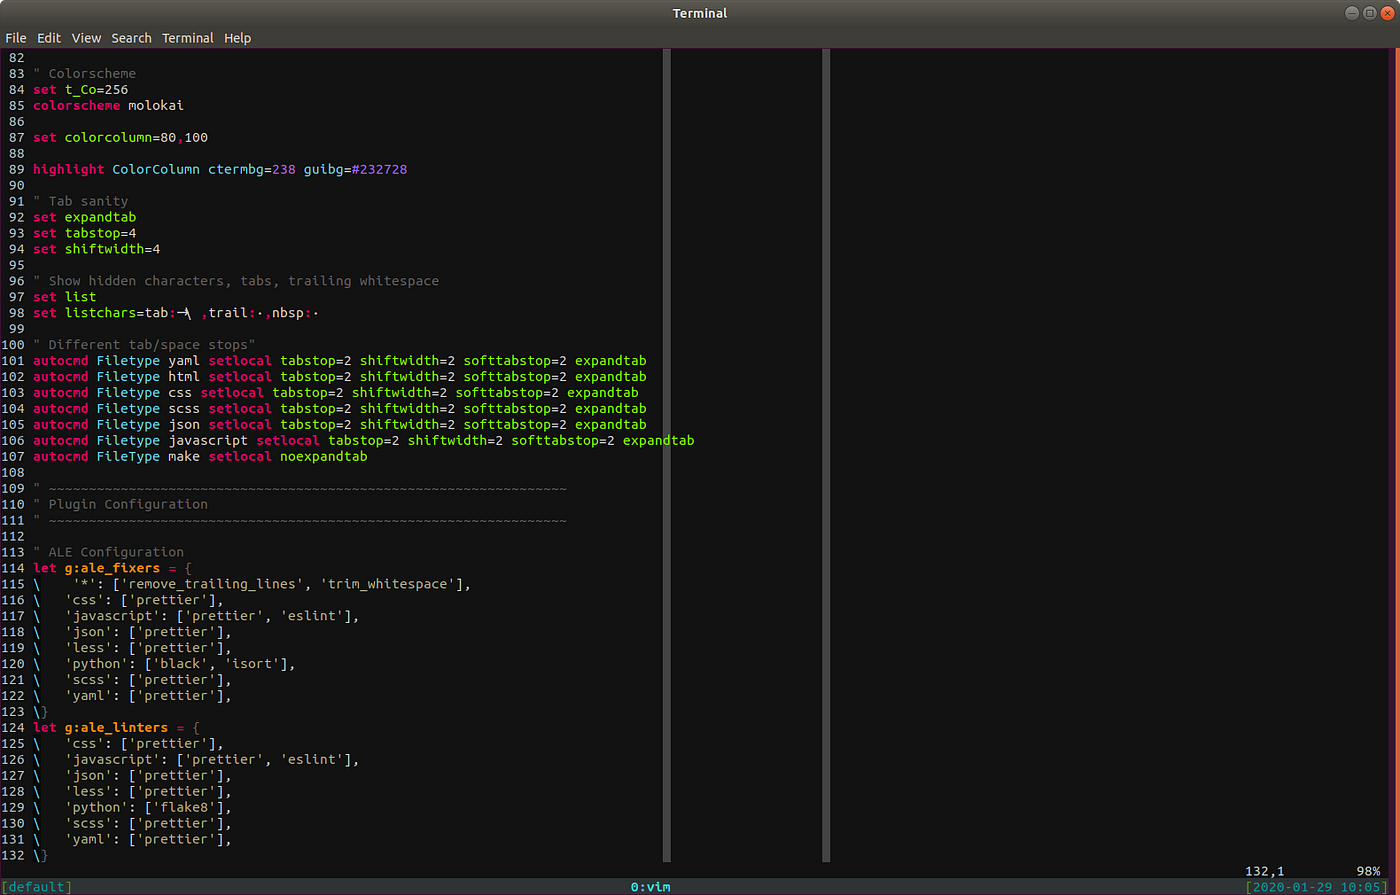 Terminal
File Edit View Search Terminal Help
82
83 " Colorscheme
84 set t_Co=256
85 colorscheme molokai
86
87 set colorcolumn=80,100
88
89 highlight ColorColumn ctermbg=238 guibg=#232728
90
91 " Tab sanity
92 set expandtab
93 set tabstop=4
94 set shiftwidth=4
95
96 " Show hidden characters, tabs, trailing whitespace
97 set list
98 set listchars=tab:→\ ,trail:·,nbsp:·
99
100 " Different tab/space stops"
101 autocmd Filetype yaml setlocal tabstop=2 shiftwidth=2 softtabstop=2 expandtab
102 autocmd Filetype html setlocal tabstop=2 shiftwidth=2 softtabstop=2 expandtab
103 autocmd Filetype css setlocal tabstop=2 shiftwidth=2 softtabstop=2 expandtab
104 autocmd Filetype scss setlocal tabstop=2 shiftwidth=2 softtabstop=2 expandtab
105 autocmd Filetype json setlocal tabstop=2 shiftwidth=2 softtabstop=2 expandtab
106 autocmd Filetype javascript setlocal tabstop=2 shiftwidth=2 softtabstop=2 expandtab
107 autocmd FileType make setlocal noexpandtab
108
109 " ~~~~~~~~~~~~~~~~~~~~~~~~~~~~~~~~~~~~~~~~~~~~~~~~~~~~~~~~~~~~~~~~~
110 " Plugin Configuration
111 " ~~~~~~~~~~~~~~~~~~~~~~~~~~~~~~~~~~~~~~~~~~~~~~~~~~~~~~~~~~~~~~~~~
112
113 " ALE Configuration
114 let g:ale_fixers = {
115 \    '*': ['remove_trailing_lines', 'trim_whitespace'],
116 \   'css': ['prettier'],
117 \   'javascript': ['prettier', 'eslint'],
118 \   'json': ['prettier'],
119 \   'less': ['prettier'],
120 \   'python': ['black', 'isort'],
121 \   'scss': ['prettier'],
122 \   'yaml': ['prettier'],
123 \}
124 let g:ale_linters = {
125 \   'css': ['prettier'],
126 \   'javascript': ['prettier', 'eslint'],
127 \   'json': ['prettier'],
128 \   'less': ['prettier'],
129 \   'python': ['flake8'],
130 \   'scss': ['prettier'],
131 \   'yaml': ['prettier'],
132 \}
132,1 98%
[default] 0:vim [2020-01-29 10:05]